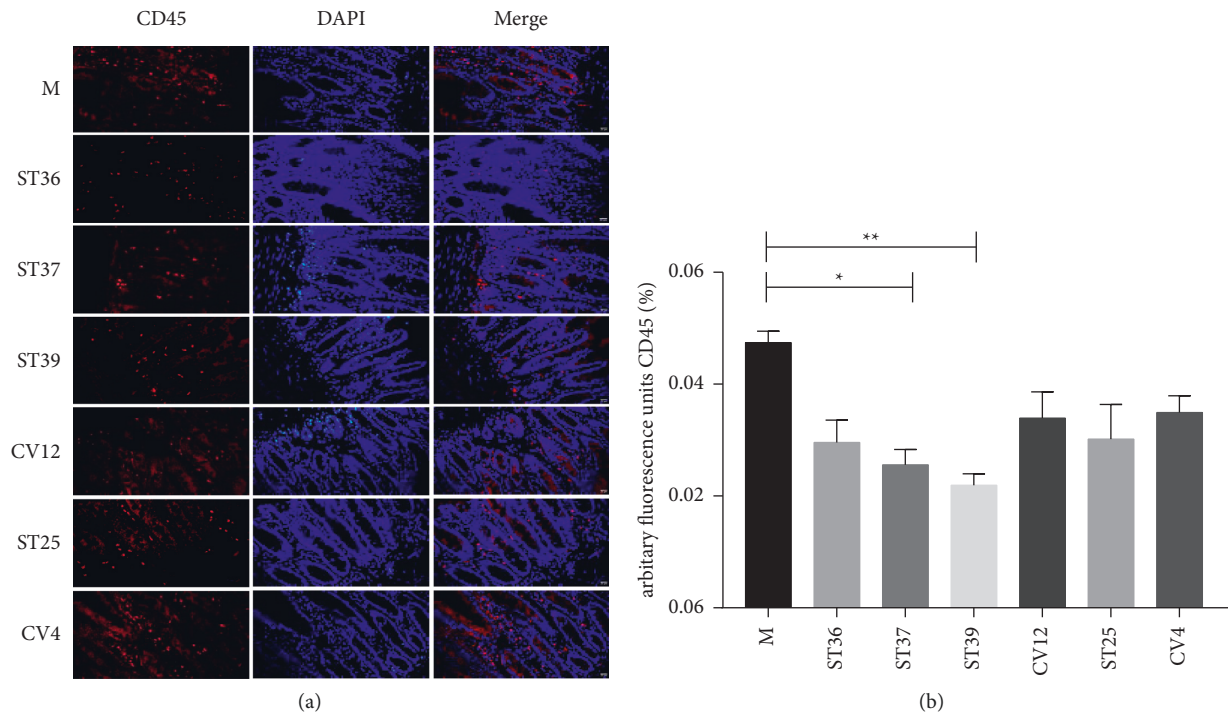 CD45 DAPI Merge
M
ST36
ST37
ST39
CV12
ST25
CV4
(a)
arbitary fluorescence units CD45 (%)
0.06
0.04
0.02
0.06
**
*
M ST36 ST37 ST39 CV12 ST25 CV4
(b)